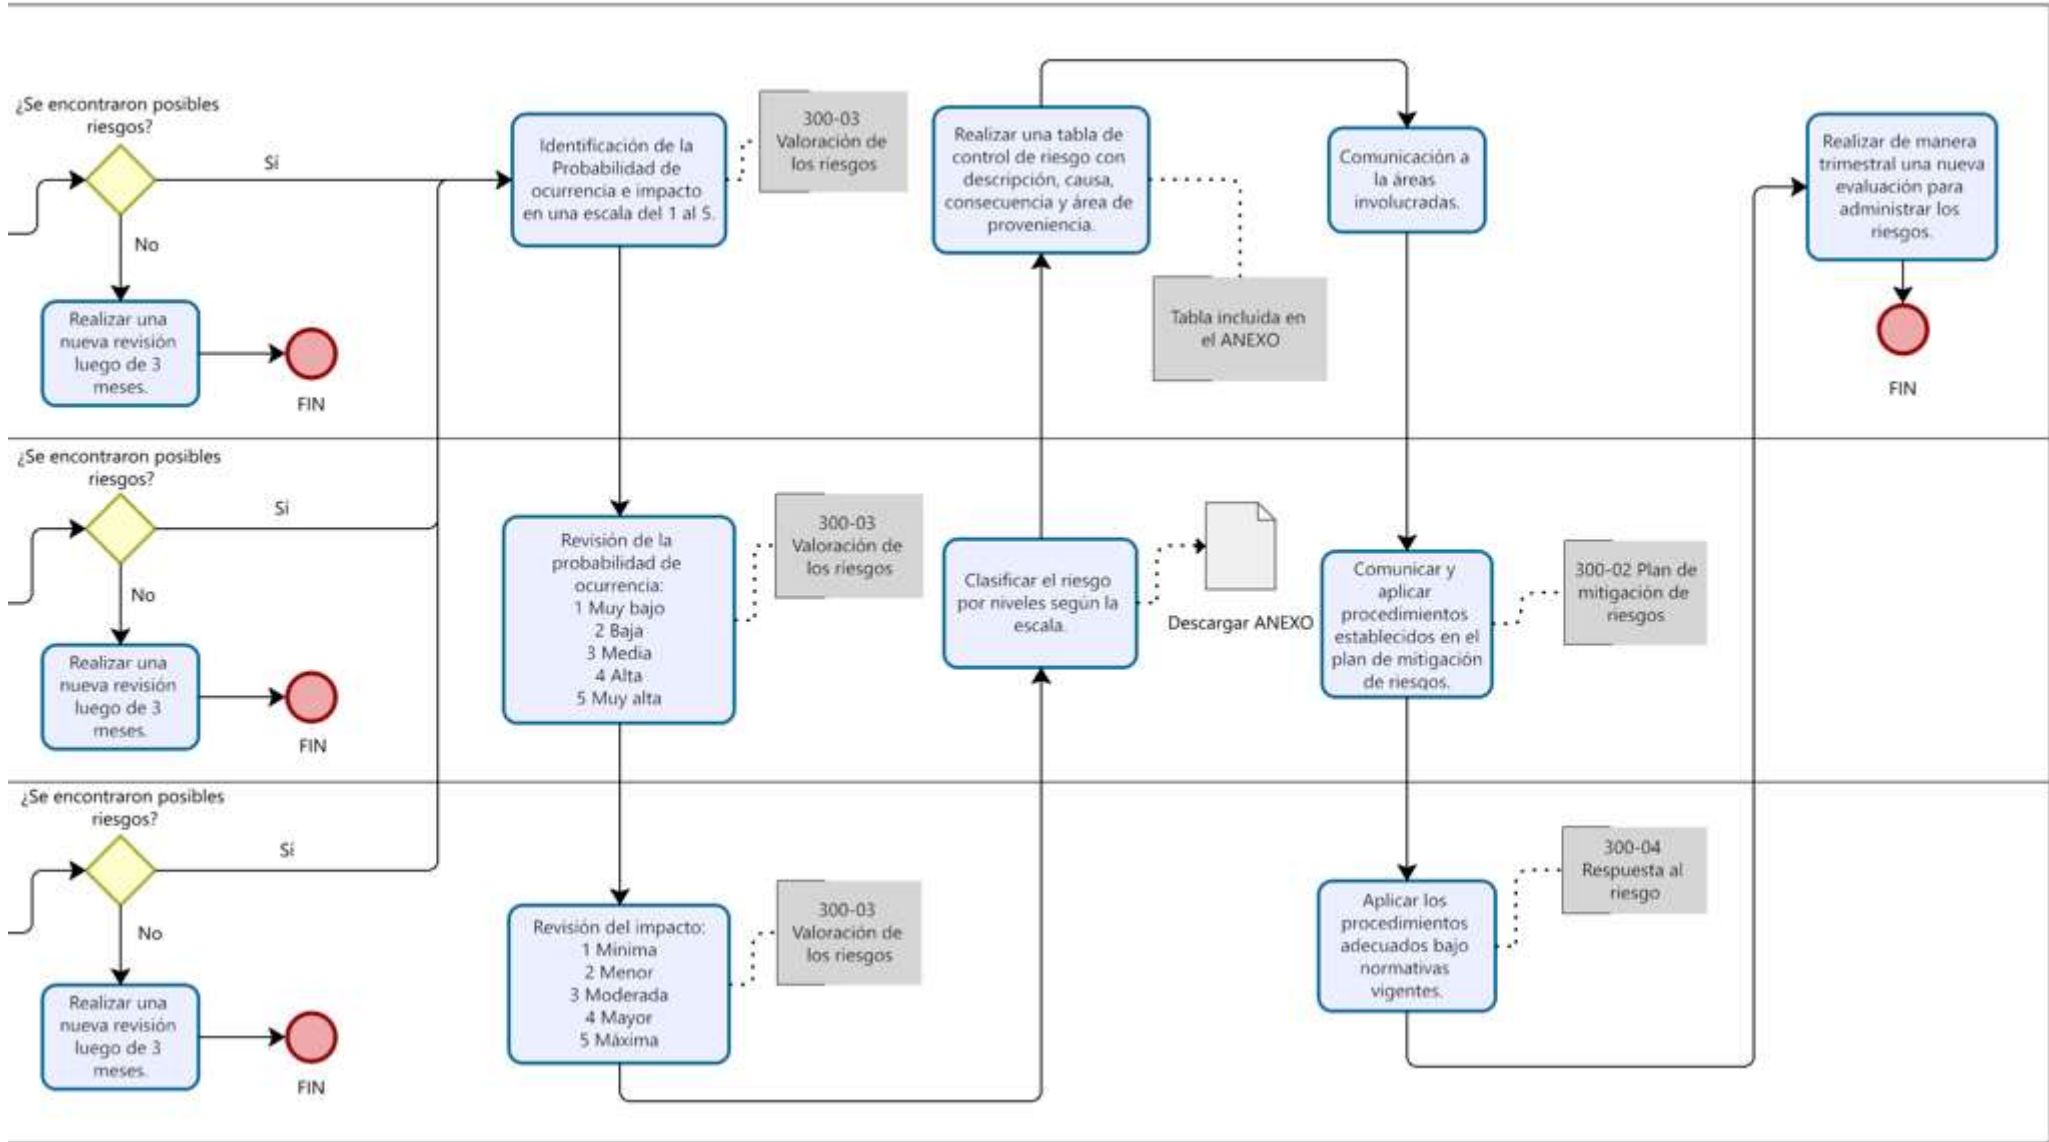 ¿Se encontraron posibles
riesgos?
Sí
No
Realizar una
nueva revisión
luego de 3
meses.
FIN
Identificación de la
Probabilidad de
ocurrencia e impacto
en una escala del 1 al 5.
300-03
Valoración de
los riesgos
Realizar una tabla de
control de riesgo con
descripción, causa,
consecuencia y área de
proveniencia.
Tabla incluida en
el ANEXO
Comunicación a
la áreas
involucradas.
Realizar de manera
trimestral una nueva
evaluación para
administrar los
riesgos.
FIN
¿Se encontraron posibles
riesgos?
Sí
No
Realizar una
nueva revisión
luego de 3
meses.
FIN
Revisión de la
probabilidad de
ocurrencia:
1 Muy bajo
2 Baja
3 Media
4 Alta
5 Muy alta
300-03
Valoración de
los riesgos
Clasificar el riesgo
por niveles según la
escala.
Descargar ANEXO
Comunicar y
aplicar
procedimientos
establecidos en el
plan de mitigación
de riesgos.
300-02 Plan de
mitigación de
riesgos
¿Se encontraron posibles
riesgos?
Sí
No
Realizar una
nueva revisión
luego de 3
meses.
FIN
Revisión del impacto:
1 Mínima
2 Menor
3 Moderada
4 Mayor
5 Máxima
300-03
Valoración de
los riesgos
Aplicar los
procedimientos
adecuados bajo
normativas
vigentes.
300-04
Respuesta al
riesgo